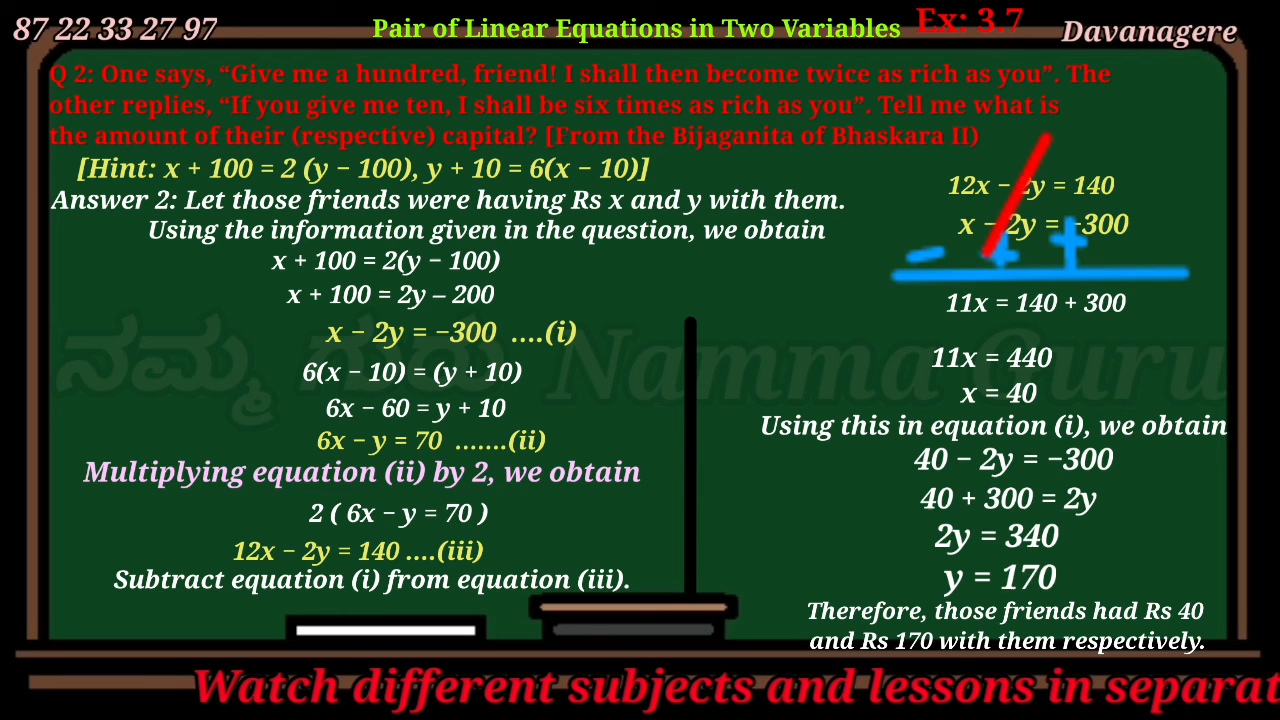 87 22 33 27 97
Pair of Linear Equations in Two Variables
Ex: 3.7
Davanagere
Q 2: One says, “Give me a hundred, friend! I shall then become twice as rich as you”. The
other replies, “If you give me ten, I shall be six times as rich as you”. Tell me what is
the amount of their (respective) capital? [From the Bijaganita of Bhaskara II)
[Hint: x + 100 = 2 (y − 100), y + 10 = 6(x − 10)]
Answer 2: Let those friends were having Rs x and y with them.
Using the information given in the question, we obtain
x + 100 = 2(y − 100)
x + 100 = 2y – 200
x − 2y = −300 ....(i)
6(x − 10) = (y + 10)
6x − 60 = y + 10
6x − y = 70 .......(ii)
Multiplying equation (ii) by 2, we obtain
2 ( 6x − y = 70 )
12x − 2y = 140 ....(iii)
Subtract equation (i) from equation (iii).
12x − 2y = 140
x − 2y = −300
− + +
11x = 140 + 300
11x = 440
x = 40
Using this in equation (i), we obtain
40 − 2y = −300
40 + 300 = 2y
2y = 340
y = 170
Therefore, those friends had Rs 40
and Rs 170 with them respectively.
ನಮ್ಮ ಗುರು Namma Guru
Watch different subjects and lessons in separat